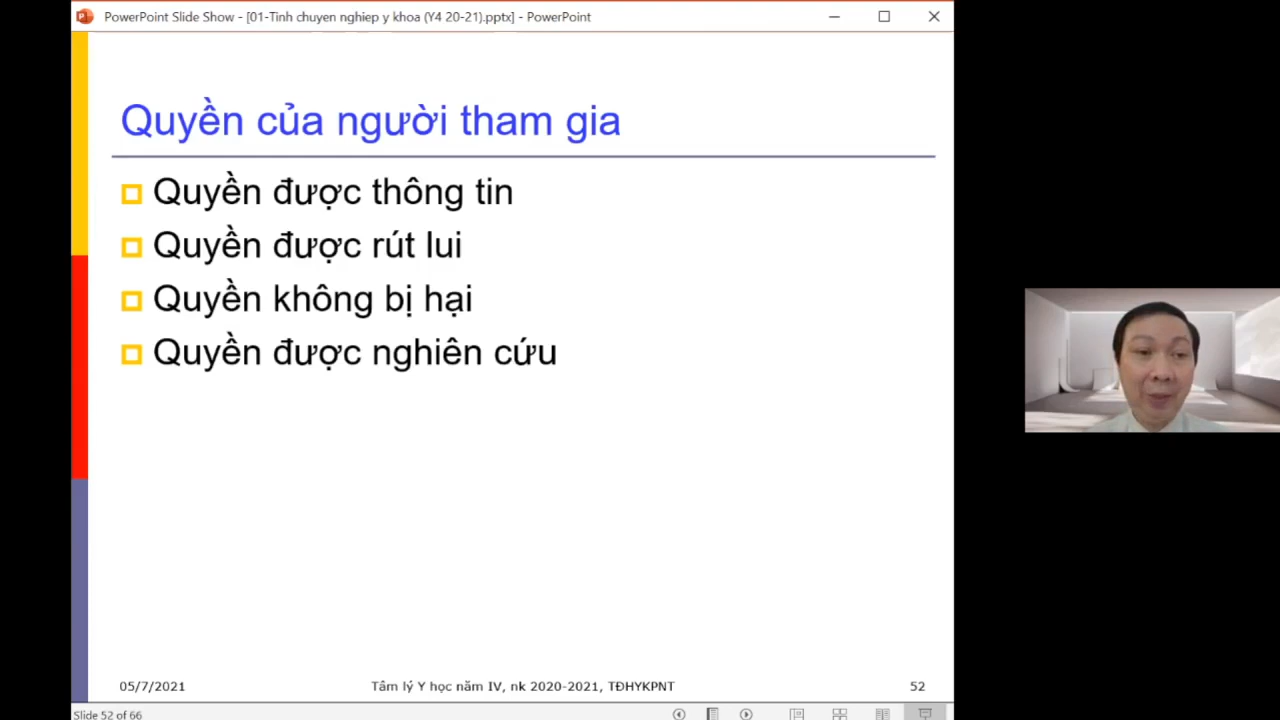 PowerPoint Slide Show - [01-Tinh chuyen nghiep y khoa (Y4 20-21).pptx] - PowerPoint
Quyền của người tham gia
Quyền được thông tin
Quyền được rút lui
Quyền không bị hại
Quyền được nghiên cứu
05/7/2021 Tâm lý Y học năm IV, nk 2020-2021, TĐHYKPNT 52
Slide 52 of 66